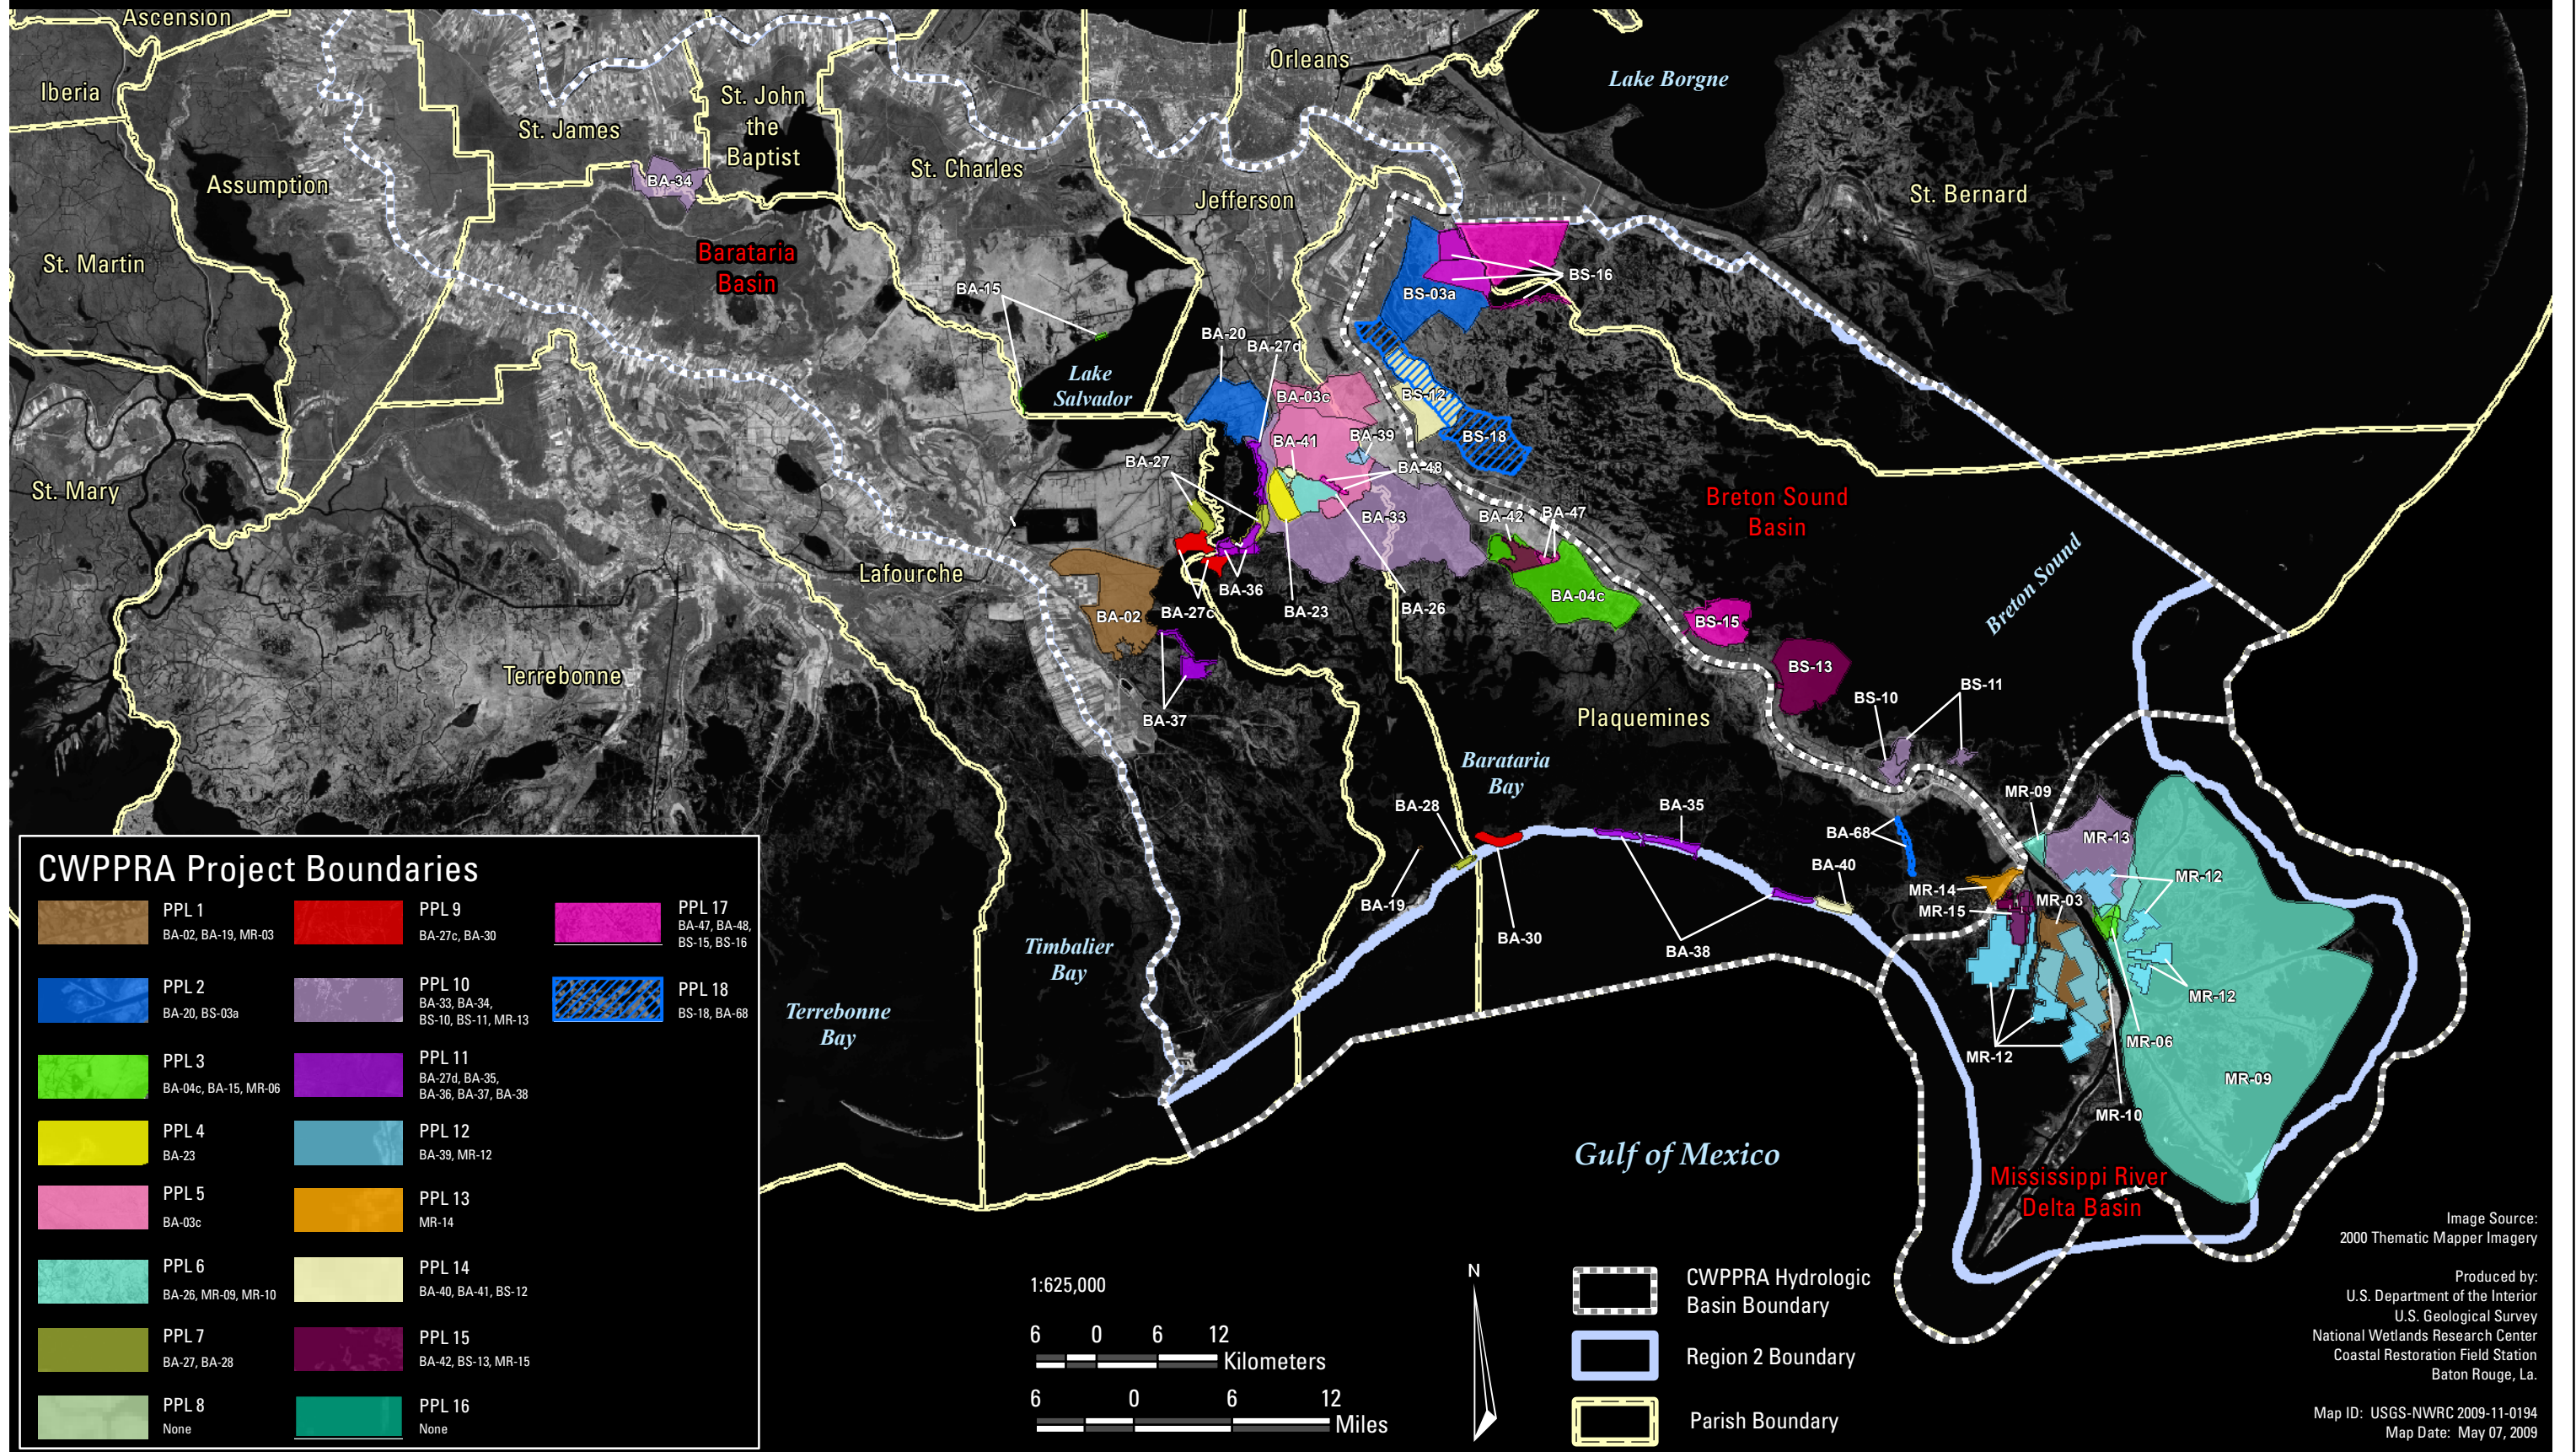 Ascension
Orleans
Lake Borgne
Iberia
St. John
the
Baptist
St. James
St. Charles
Assumption
BA-34
Jefferson
St. Bernard
St. Martin
Barataria
Basin
BS-16
BA-15
BS-03a
BA-20
BA-27d
Lake
Salvador
BA-03c
BS-12
BA-41
BA-39
BS-18
BA-27
BA-48
St. Mary
Breton Sound
Basin
BA-33
BA-42
BA-47
Breton Sound
Lafourche
BA-36
BA-04c
BA-02
BA-27c
BA-23
BA-26
BS-15
Terrebonne
BS-13
BS-11
BS-10
BA-37
Plaquemines
Barataria
Bay
MR-09
BA-28
BA-35
BA-68
MR-13
BA-40
MR-12
MR-14
BA-19
MR-03
MR-15
BA-30
Timbalier
Bay
BA-38
MR-12
Terrebonne
Bay
MR-06
MR-12
MR-09
MR-10
Gulf of Mexico
Mississippi River
Delta Basin
CWPPRA Project Boundaries
PPL 1
BA-02, BA-19, MR-03
PPL 2
BA-20, BS-03a
PPL 3
BA-04c, BA-15, MR-06
PPL 4
BA-23
PPL 5
BA-03c
PPL 6
BA-26, MR-09, MR-10
PPL 7
BA-27, BA-28
PPL 8
None
PPL 9
BA-27c, BA-30
PPL 10
BA-33, BA-34,
BS-10, BS-11, MR-13
PPL 11
BA-27d, BA-35,
BA-36, BA-37, BA-38
PPL 12
BA-39, MR-12
PPL 13
MR-14
PPL 14
BA-40, BA-41, BS-12
PPL 15
BA-42, BS-13, MR-15
PPL 16
None
PPL 17
BA-47, BA-48,
BS-15, BS-16
PPL 18
BS-18, BA-68
1:625,000
6 0 6 12
Kilometers
6 0 6 12
Miles
N
CWPPRA Hydrologic
Basin Boundary
Region 2 Boundary
Parish Boundary
Image Source:
2000 Thematic Mapper Imagery
Produced by:
U.S. Department of the Interior
U.S. Geological Survey
National Wetlands Research Center
Coastal Restoration Field Station
Baton Rouge, La.
Map ID: USGS-NWRC 2009-11-0194
Map Date: May 07, 2009